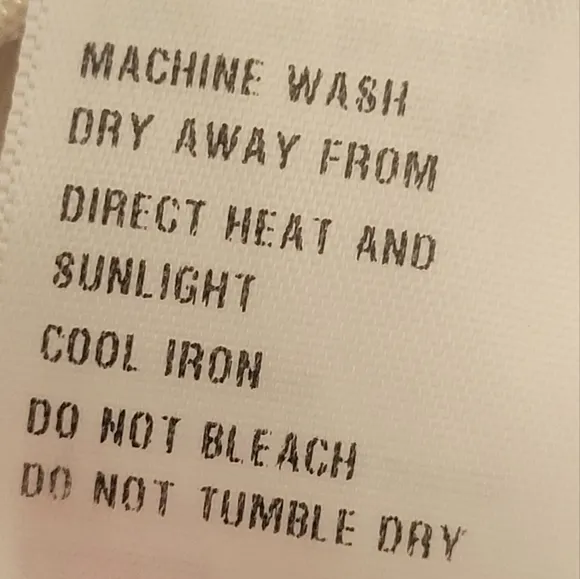 MACHINE WASH
DRY AWAY FROM
DIRECT HEAT AND
SUNLIGHT
COOL IRON
DO NOT BLEACH
DO NOT TUMBLE DRY